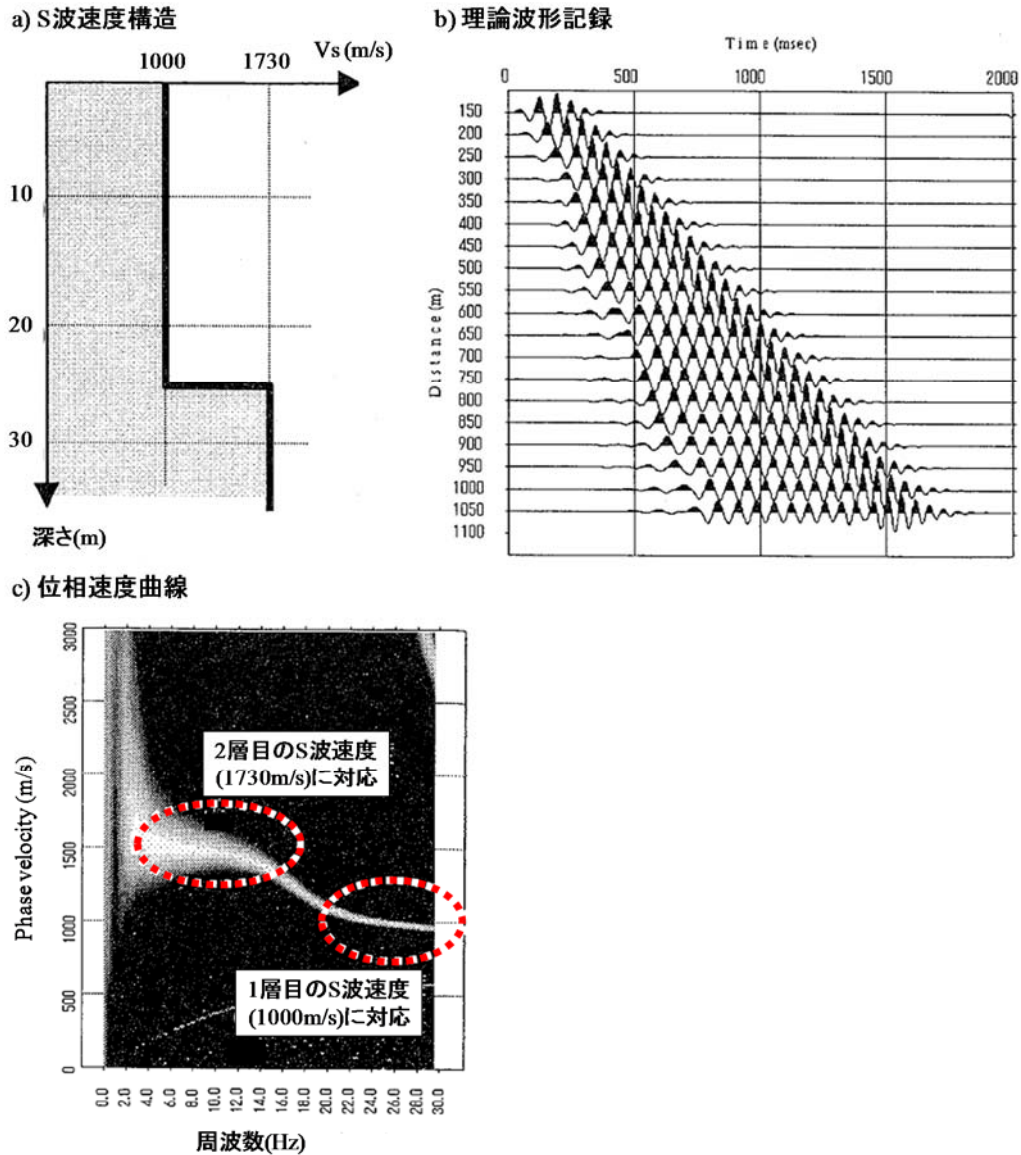 a) S波速度構造
Vs (m/s)
1000 1730
10
20
30
深さ(m)
b) 理論波形記録
Time (msec)
0 500 1000 1500 2000
Distance (m)
150
200
250
300
350
400
450
500
550
600
650
700
750
800
850
900
950
1000
1050
1100
c) 位相速度曲線
Phase velocity (m/s)
3000
2500
2000
1500
1000
500
0
2層目のS波速度
(1730m/s)に対応
1層目のS波速度
(1000m/s)に対応
0.0 2.0 4.0 6.0 8.0 10.0 12.0 14.0 16.0 18.0 20.0 22.0 24.0 26.0 28.0 30.0
周波数(Hz)